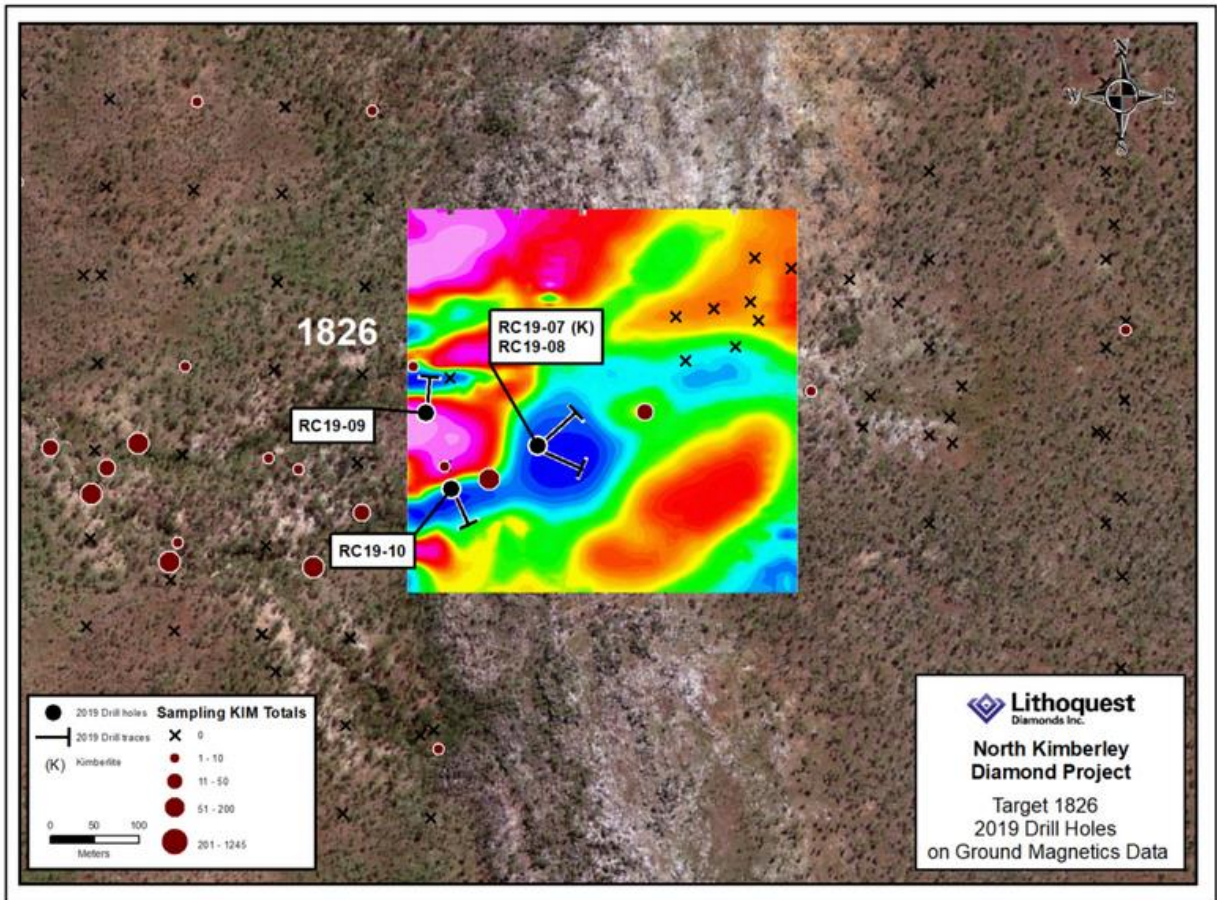 N
W
E
S
1826
RC19-07 (K)
RC19-08
RC19-09
RC19-10
2019 Drill holes
2019 Drill traces
(K) Kimberlite
0 50 100
Meters
Sampling KIM Totals
0
1 - 10
11 - 50
51 - 200
201 - 1245
Lithoquest
Diamonds Inc.
North Kimberley
Diamond Project
Target 1826
2019 Drill Holes
on Ground Magnetics Data